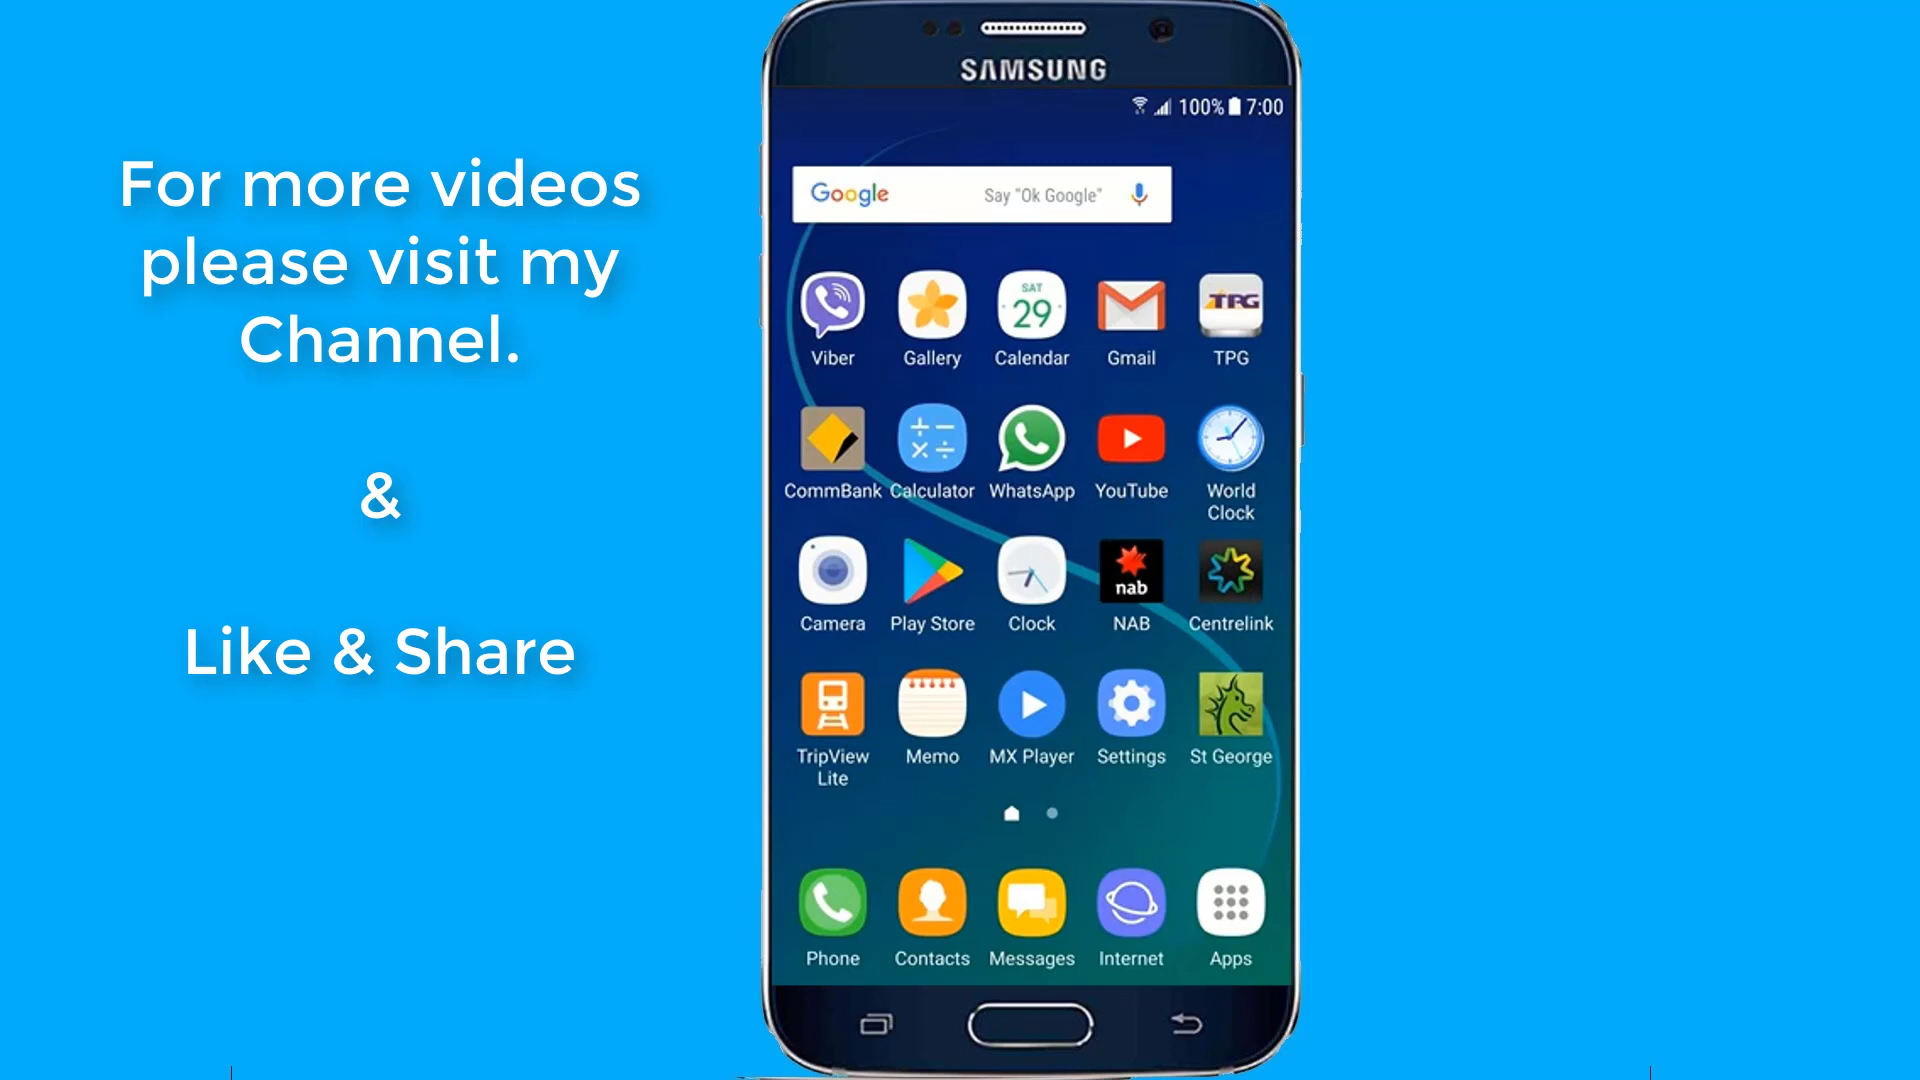 For more videos
please visit my
Channel.
&
Like & Share
SAMSUNG
100% 7:00
Google Say "Ok Google"
SAT
29
TPG
Viber Gallery Calendar Gmail TPG
CommBank Calculator WhatsApp YouTube World
Clock
nab
Camera Play Store Clock NAB Centrelink
TripView Memo MX Player Settings St George
Lite
Phone Contacts Messages Internet Apps